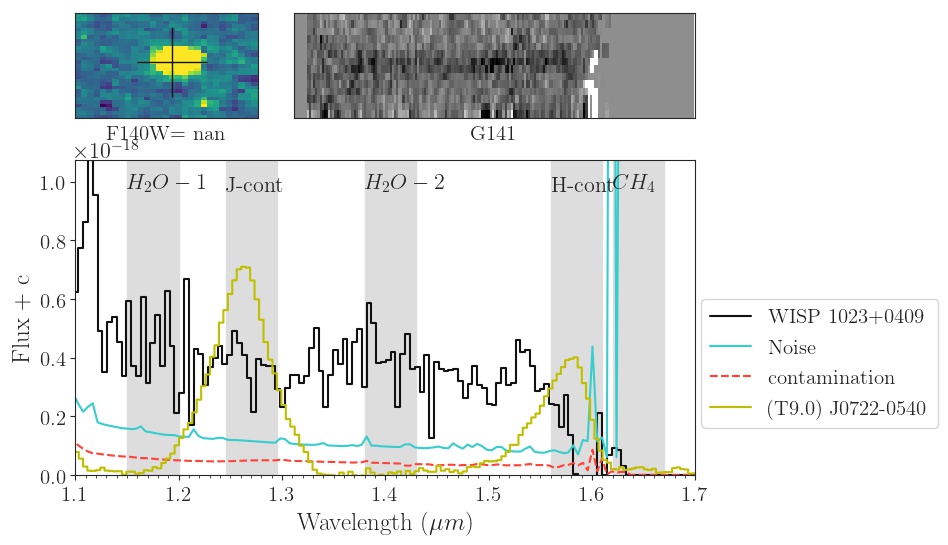 F140W= nan
G141
×10⁻¹⁸
H₂O − 1
J-cont
H₂O − 2
H-cont
CH₄
1.0
0.8
0.6
0.4
0.2
0.0
Flux + c
1.1 1.2 1.3 1.4 1.5 1.6 1.7
Wavelength (μm)
WISP 1023+0409
Noise
contamination
(T9.0) J0722-0540